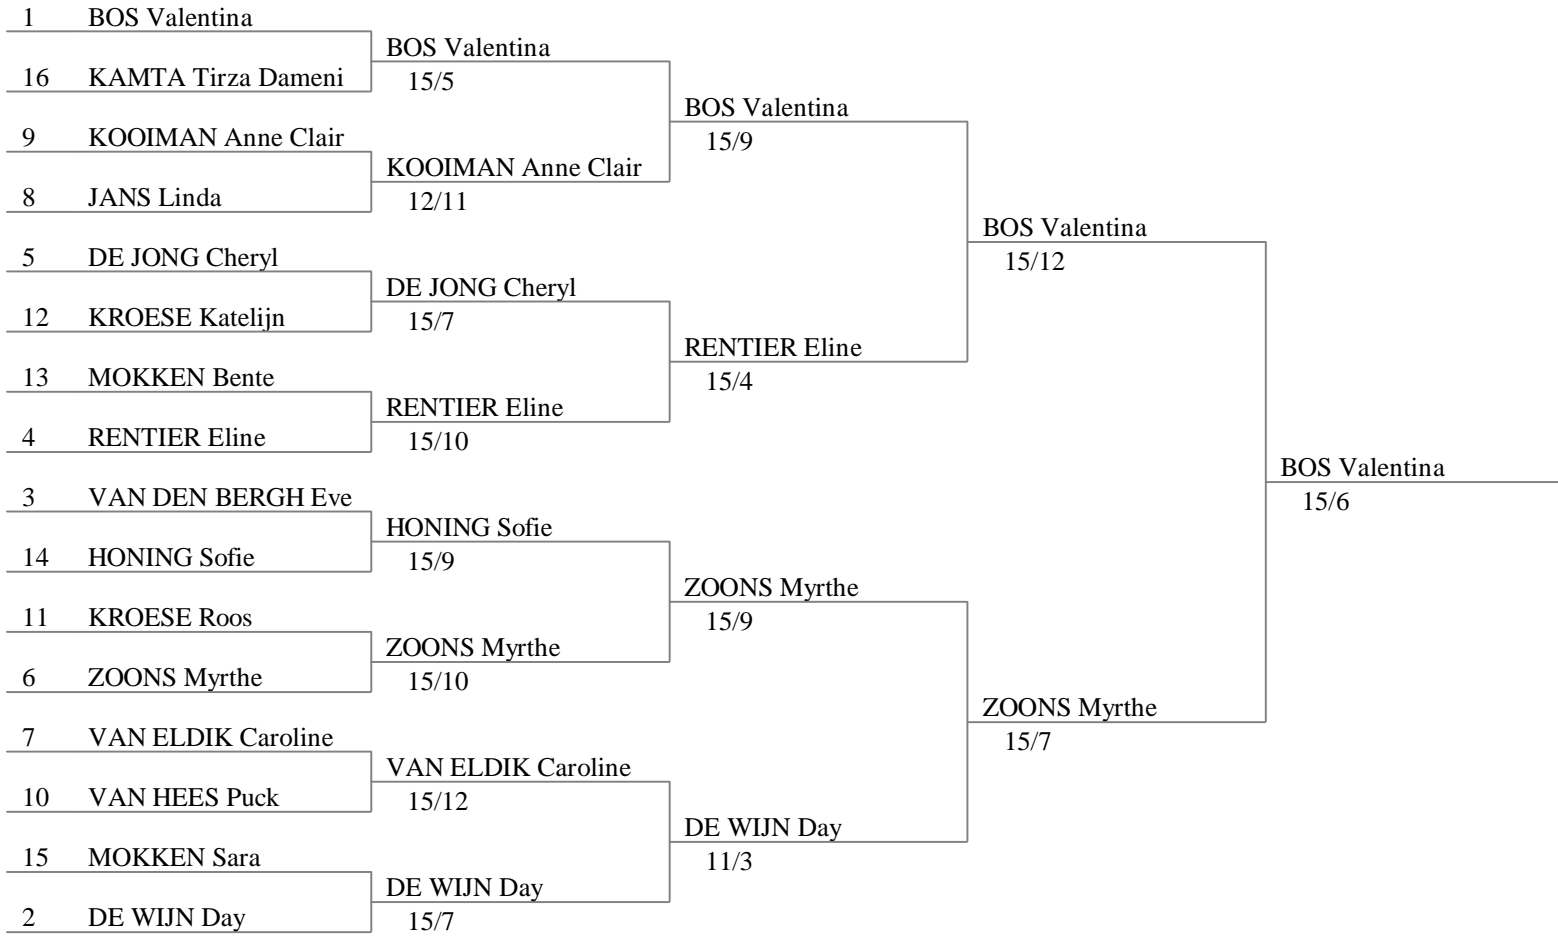 1 BOS Valentina
16 KAMTA Tirza Dameni
9 KOOIMAN Anne Clair
8 JANS Linda
5 DE JONG Cheryl
12 KROESE Katelijn
13 MOKKEN Bente
4 RENTIER Eline
3 VAN DEN BERGH Eve
14 HONING Sofie
11 KROESE Roos
6 ZOONS Myrthe
7 VAN ELDIK Caroline
10 VAN HEES Puck
15 MOKKEN Sara
2 DE WIJN Day
BOS Valentina
15/5
KOOIMAN Anne Clair
12/11
DE JONG Cheryl
15/7
RENTIER Eline
15/10
HONING Sofie
15/9
ZOONS Myrthe
15/10
VAN ELDIK Caroline
15/12
DE WIJN Day
15/7
BOS Valentina
15/9
RENTIER Eline
15/4
ZOONS Myrthe
15/9
DE WIJN Day
11/3
BOS Valentina
15/12
ZOONS Myrthe
15/7
BOS Valentina
15/6